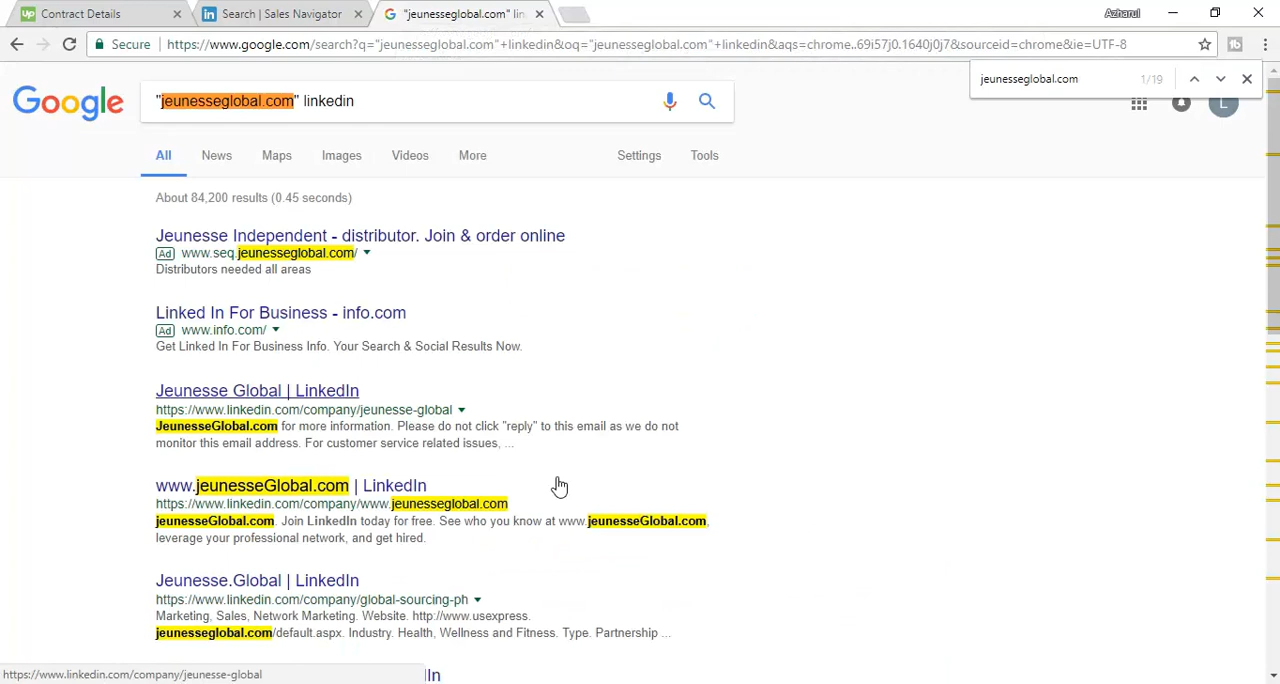 Contract Details
Search | Sales Navigator
"jeunesseglobal.com" lin
Azharul
Secure
https://www.google.com/search?q="jeunesseglobal.com"+linkedin&oq="jeunesseglobal.com"+linkedin&aqs=chrome..69i57j0.1640j0j7&sourceid=chrome&ie=UTF-8
jeunesseglobal.com 1/19
Google
"jeunesseglobal.com" linkedin
L
All News Maps Images Videos More Settings Tools
About 84,200 results (0.45 seconds)
Jeunesse Independent - distributor. Join & order online
Ad www.seq.jeunesseglobal.com/
Distributors needed all areas
Linked In For Business - info.com
Ad www.info.com/
Get Linked In For Business Info. Your Search & Social Results Now.
Jeunesse Global | LinkedIn
https://www.linkedin.com/company/jeunesse-global
JeunesseGlobal.com for more information. Please do not click "reply" to this email as we do not
monitor this email address. For customer service related issues, ...
www.jeunesseGlobal.com | LinkedIn
https://www.linkedin.com/company/www.jeunesseglobal.com
jeunesseGlobal.com. Join LinkedIn today for free. See who you know at www.jeunesseGlobal.com,
leverage your professional network, and get hired.
Jeunesse.Global | LinkedIn
https://www.linkedin.com/company/global-sourcing-ph
Marketing, Sales, Network Marketing. Website. http://www.usexpress.
jeunesseglobal.com/default.aspx. Industry. Health, Wellness and Fitness. Type. Partnership ...
https://www.linkedin.com/company/jeunesse-global